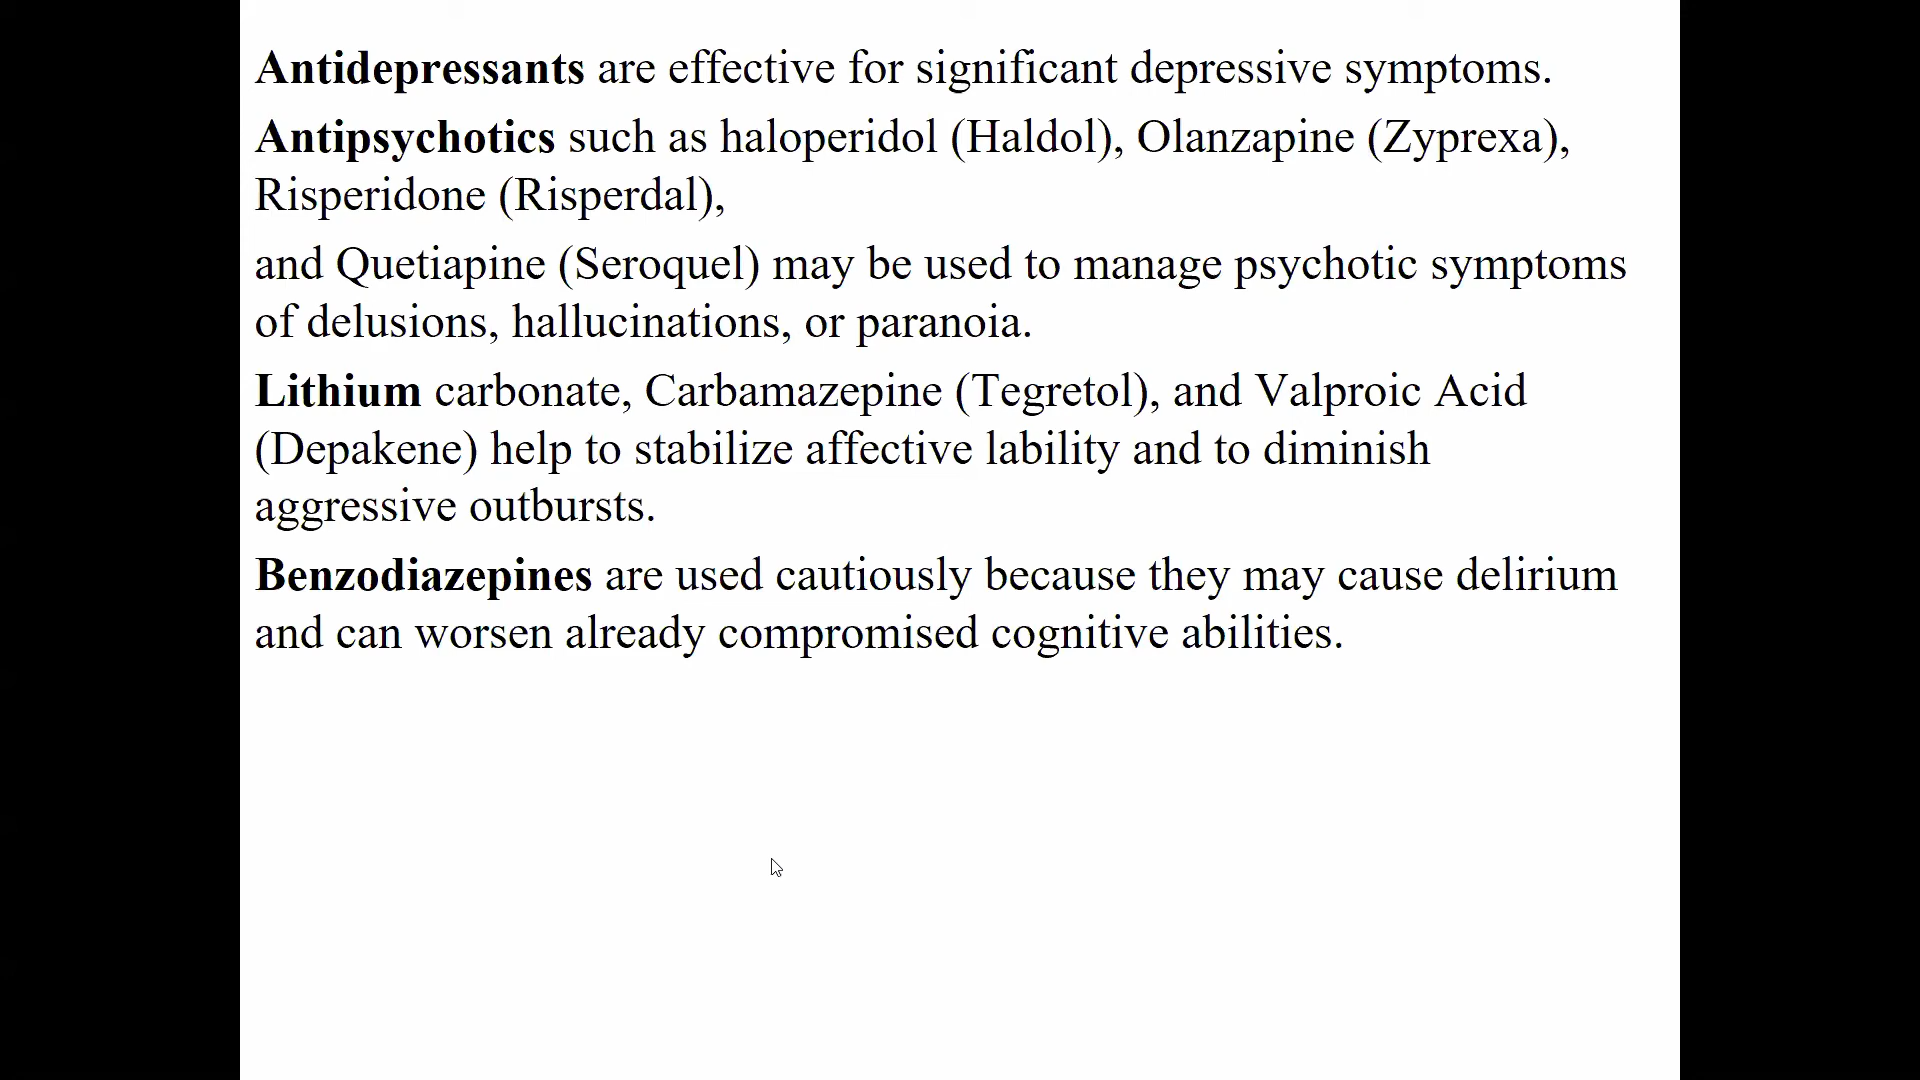 Antidepressants are effective for significant depressive symptoms.
Antipsychotics such as haloperidol (Haldol), Olanzapine (Zyprexa),
Risperidone (Risperdal),
and Quetiapine (Seroquel) may be used to manage psychotic symptoms
of delusions, hallucinations, or paranoia.
Lithium carbonate, Carbamazepine (Tegretol), and Valproic Acid
(Depakene) help to stabilize affective lability and to diminish
aggressive outbursts.
Benzodiazepines are used cautiously because they may cause delirium
and can worsen already compromised cognitive abilities.